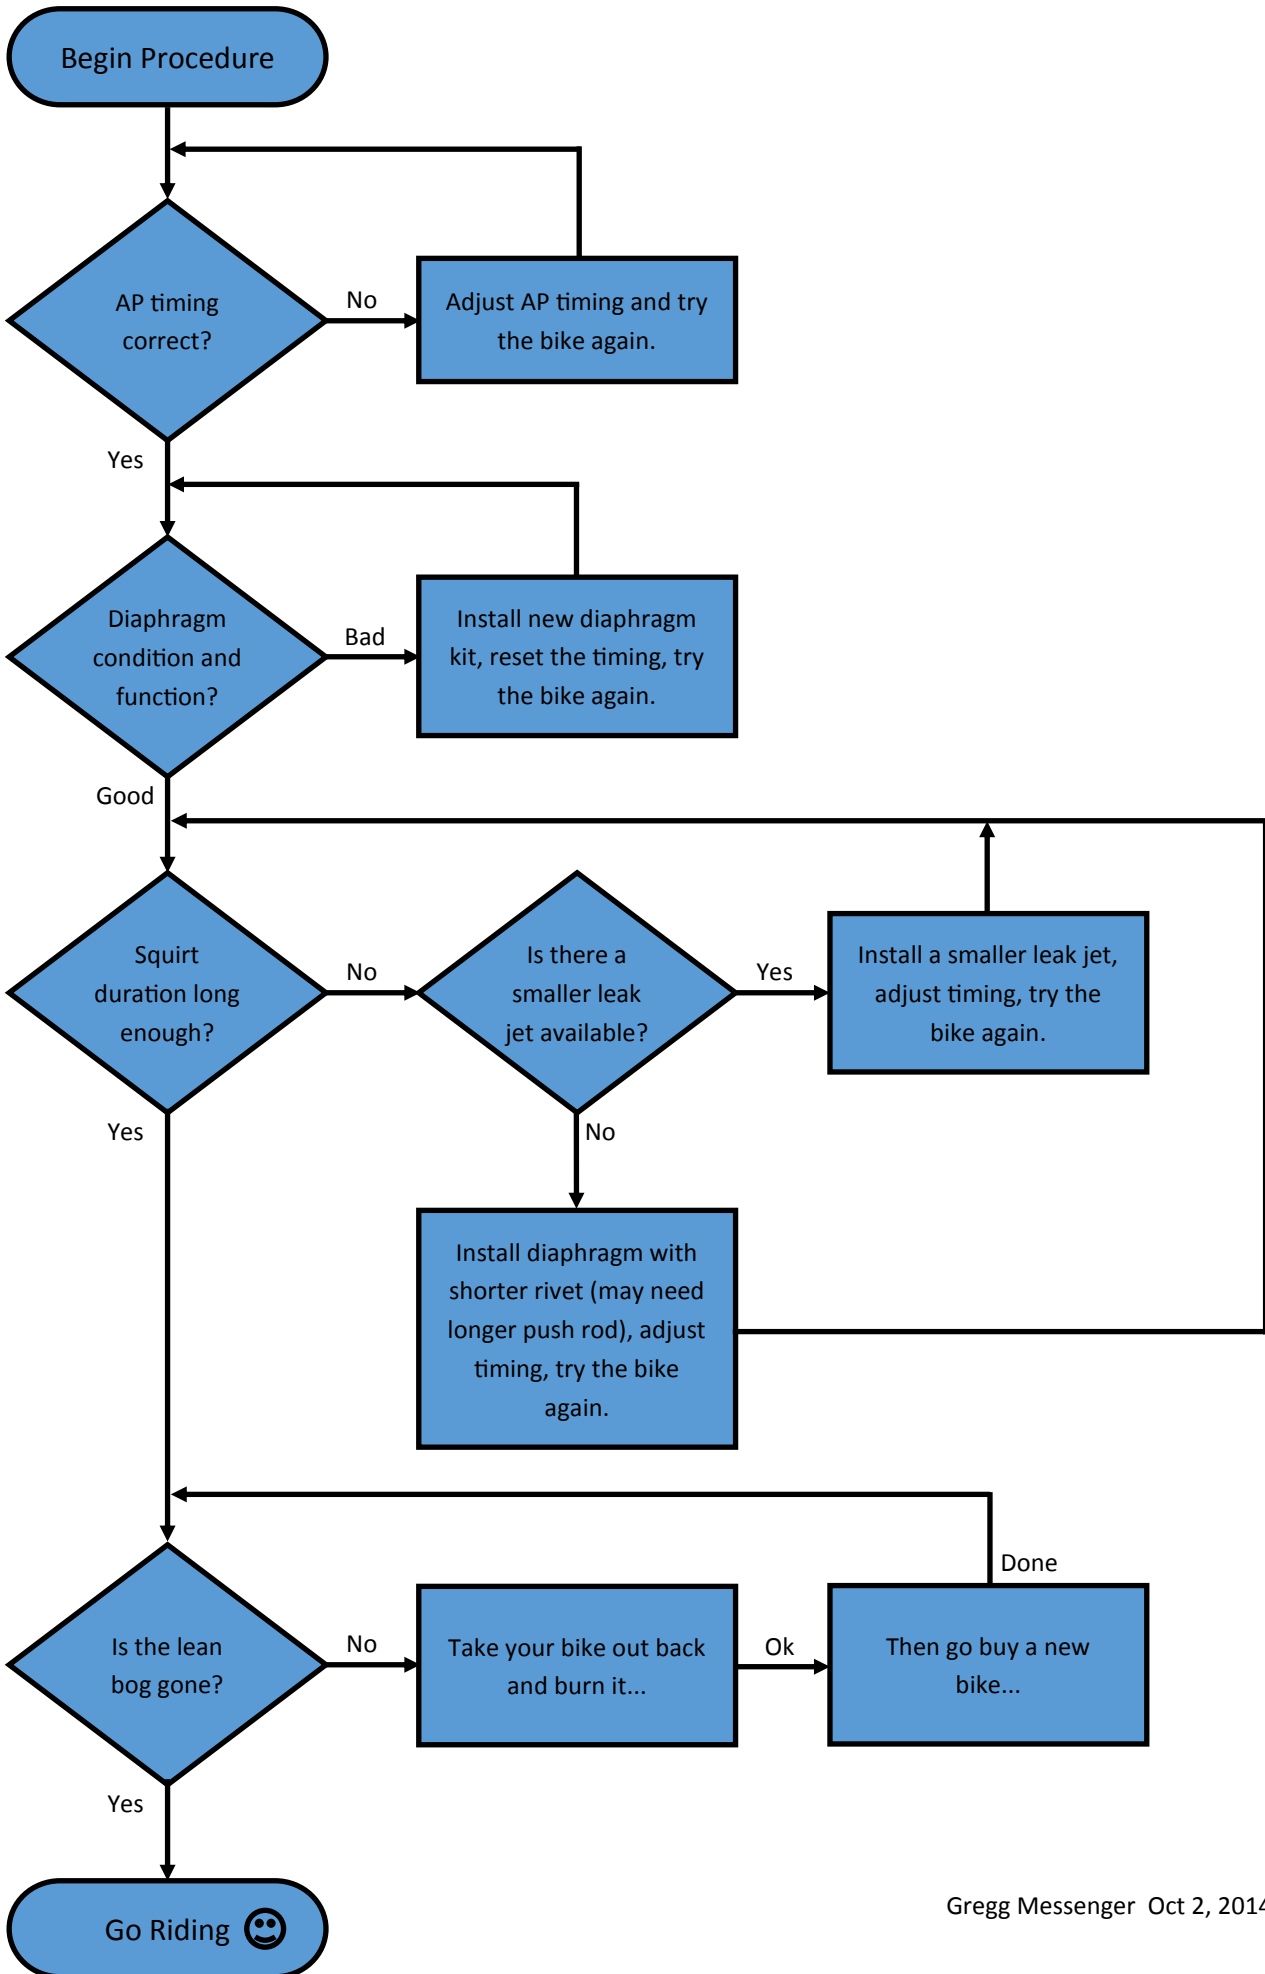 Begin Procedure
AP timing
correct?
No
Adjust AP timing and try
the bike again.
Yes
Diaphragm
condition and
function?
Bad
Install new diaphragm
kit, reset the timing, try
the bike again.
Good
Squirt
duration long
enough?
No
Is there a
smaller leak
jet available?
Yes
Install a smaller leak jet,
adjust timing, try the
bike again.
Yes
No
Install diaphragm with
shorter rivet (may need
longer push rod), adjust
timing, try the bike
again.
Done
Is the lean
bog gone?
No
Take your bike out back
and burn it...
Ok
Then go buy a new
bike...
Yes
Go Riding
Gregg Messenger  Oct 2, 2014